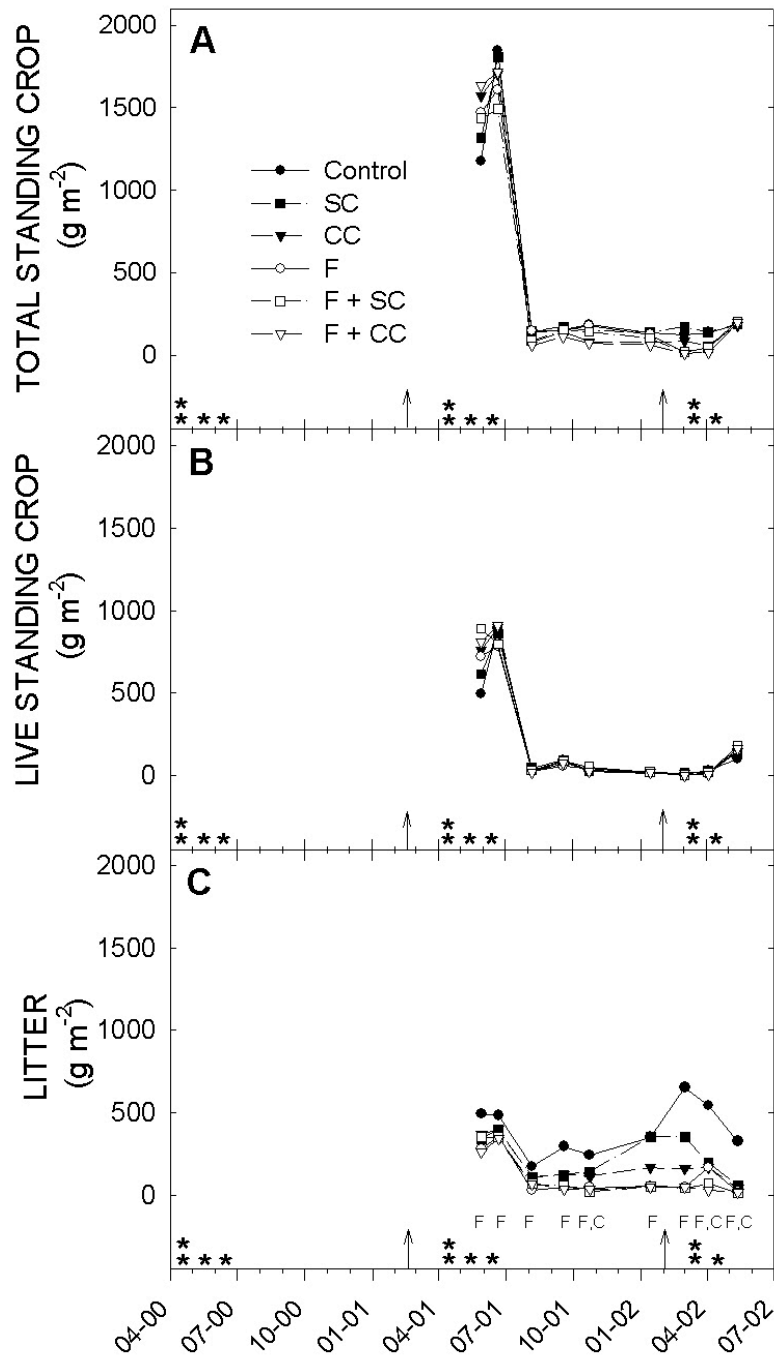 A
TOTAL STANDING CROP
(g m⁻²)
2000
1500
1000
500
0
Control
SC
CC
F
F + SC
F + CC
*
* * *
*
* * *
*
* *
B
LIVE STANDING CROP
(g m⁻²)
2000
1500
1000
500
0
*
* * *
*
* * *
*
* *
C
LITTER
(g m⁻²)
2000
1500
1000
500
0
F F F F F,C F F F,C F,C
*
* * *
*
* * *
*
* *
04-00 07-00 10-00 01-01 04-01 07-01 10-01 01-02 04-02 07-02